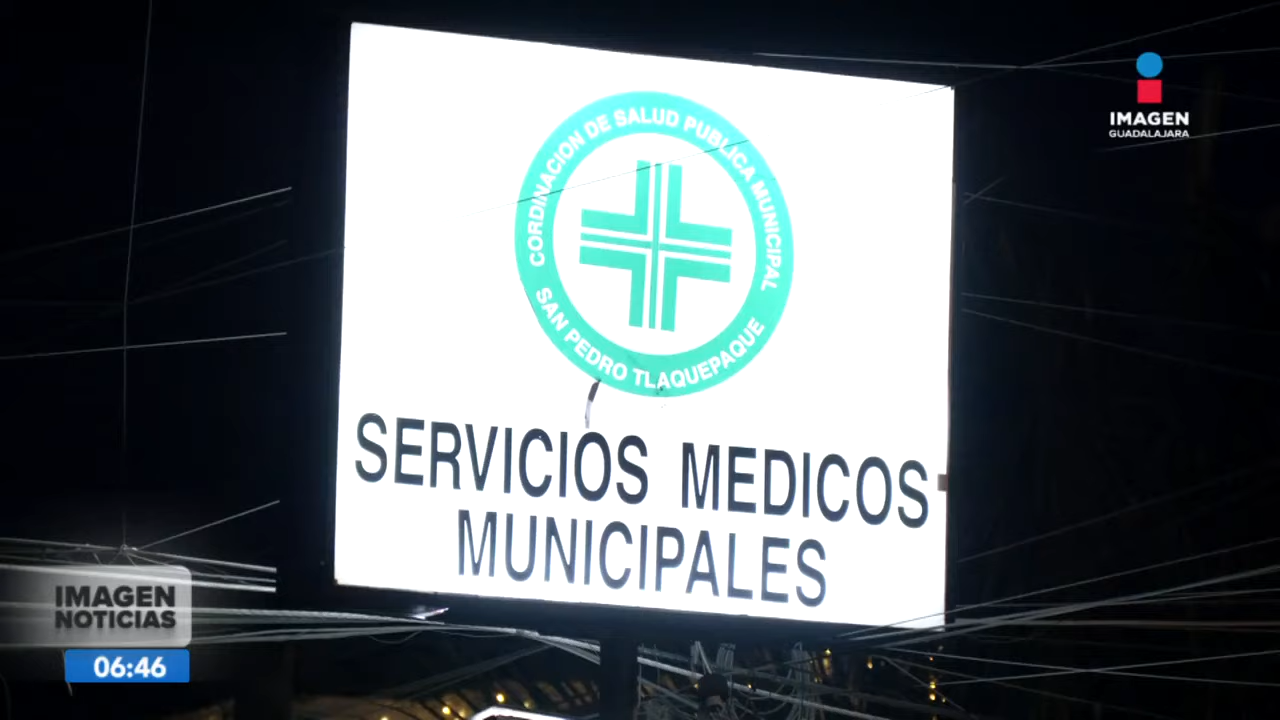 IMAGEN
GUADALAJARA
CORDINACION DE SALUD PUBLICA MUNICIPAL
SAN PEDRO TLAQUEPAQUE
SERVICIOS MEDICOS
MUNICIPALES
IMAGEN
NOTICIAS
06:46